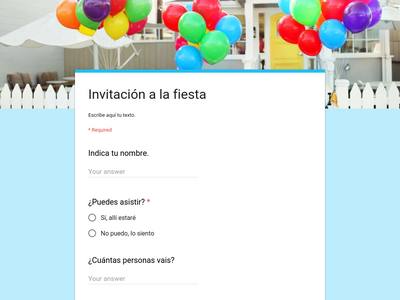 Invitación a la fiesta
Escribe aquí tu texto.
* Required
Indica tu nombre.
Your answer
¿Puedes asistir? *
Sí, allí estaré
No puedo, lo siento
¿Cuántas personas vais?
Your answer